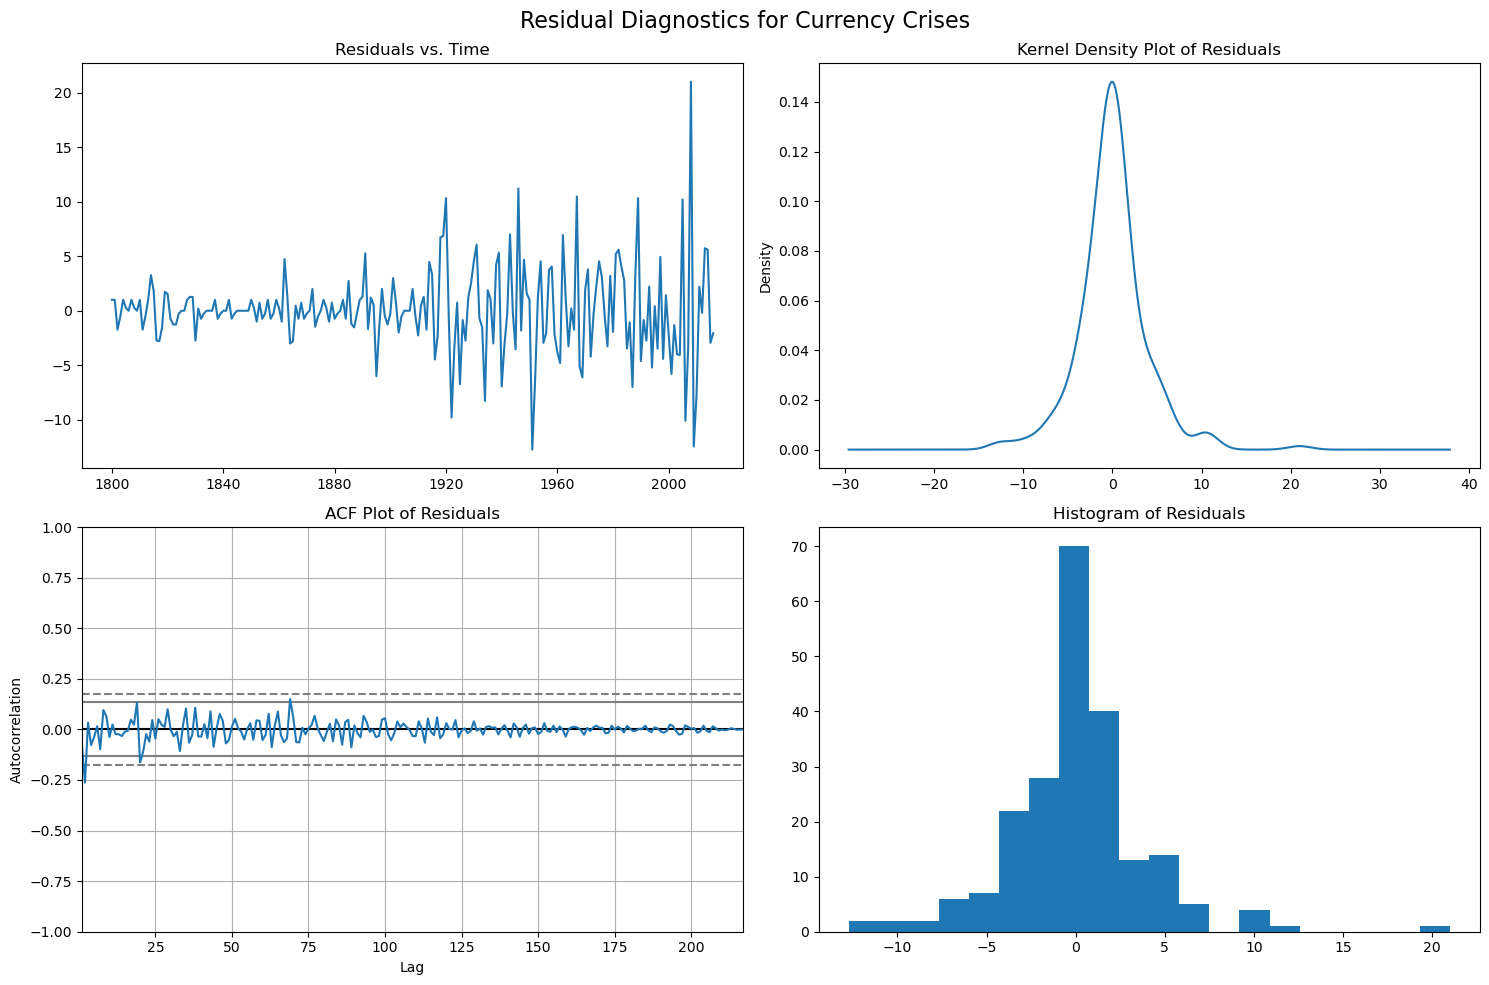 Residual Diagnostics for Currency Crises
Residuals vs. Time
20
15
10
5
0
−5
−10
1800 1840 1880 1920 1960 2000
Kernel Density Plot of Residuals
Density
0.14
0.12
0.10
0.08
0.06
0.04
0.02
0.00
−30 −20 −10 0 10 20 30 40
ACF Plot of Residuals
Autocorrelation
1.00
0.75
0.50
0.25
0.00
−0.25
−0.50
−0.75
−1.00
25 50 75 100 125 150 175 200
Lag
Histogram of Residuals
70
60
50
40
30
20
10
0
−10 −5 0 5 10 15 20